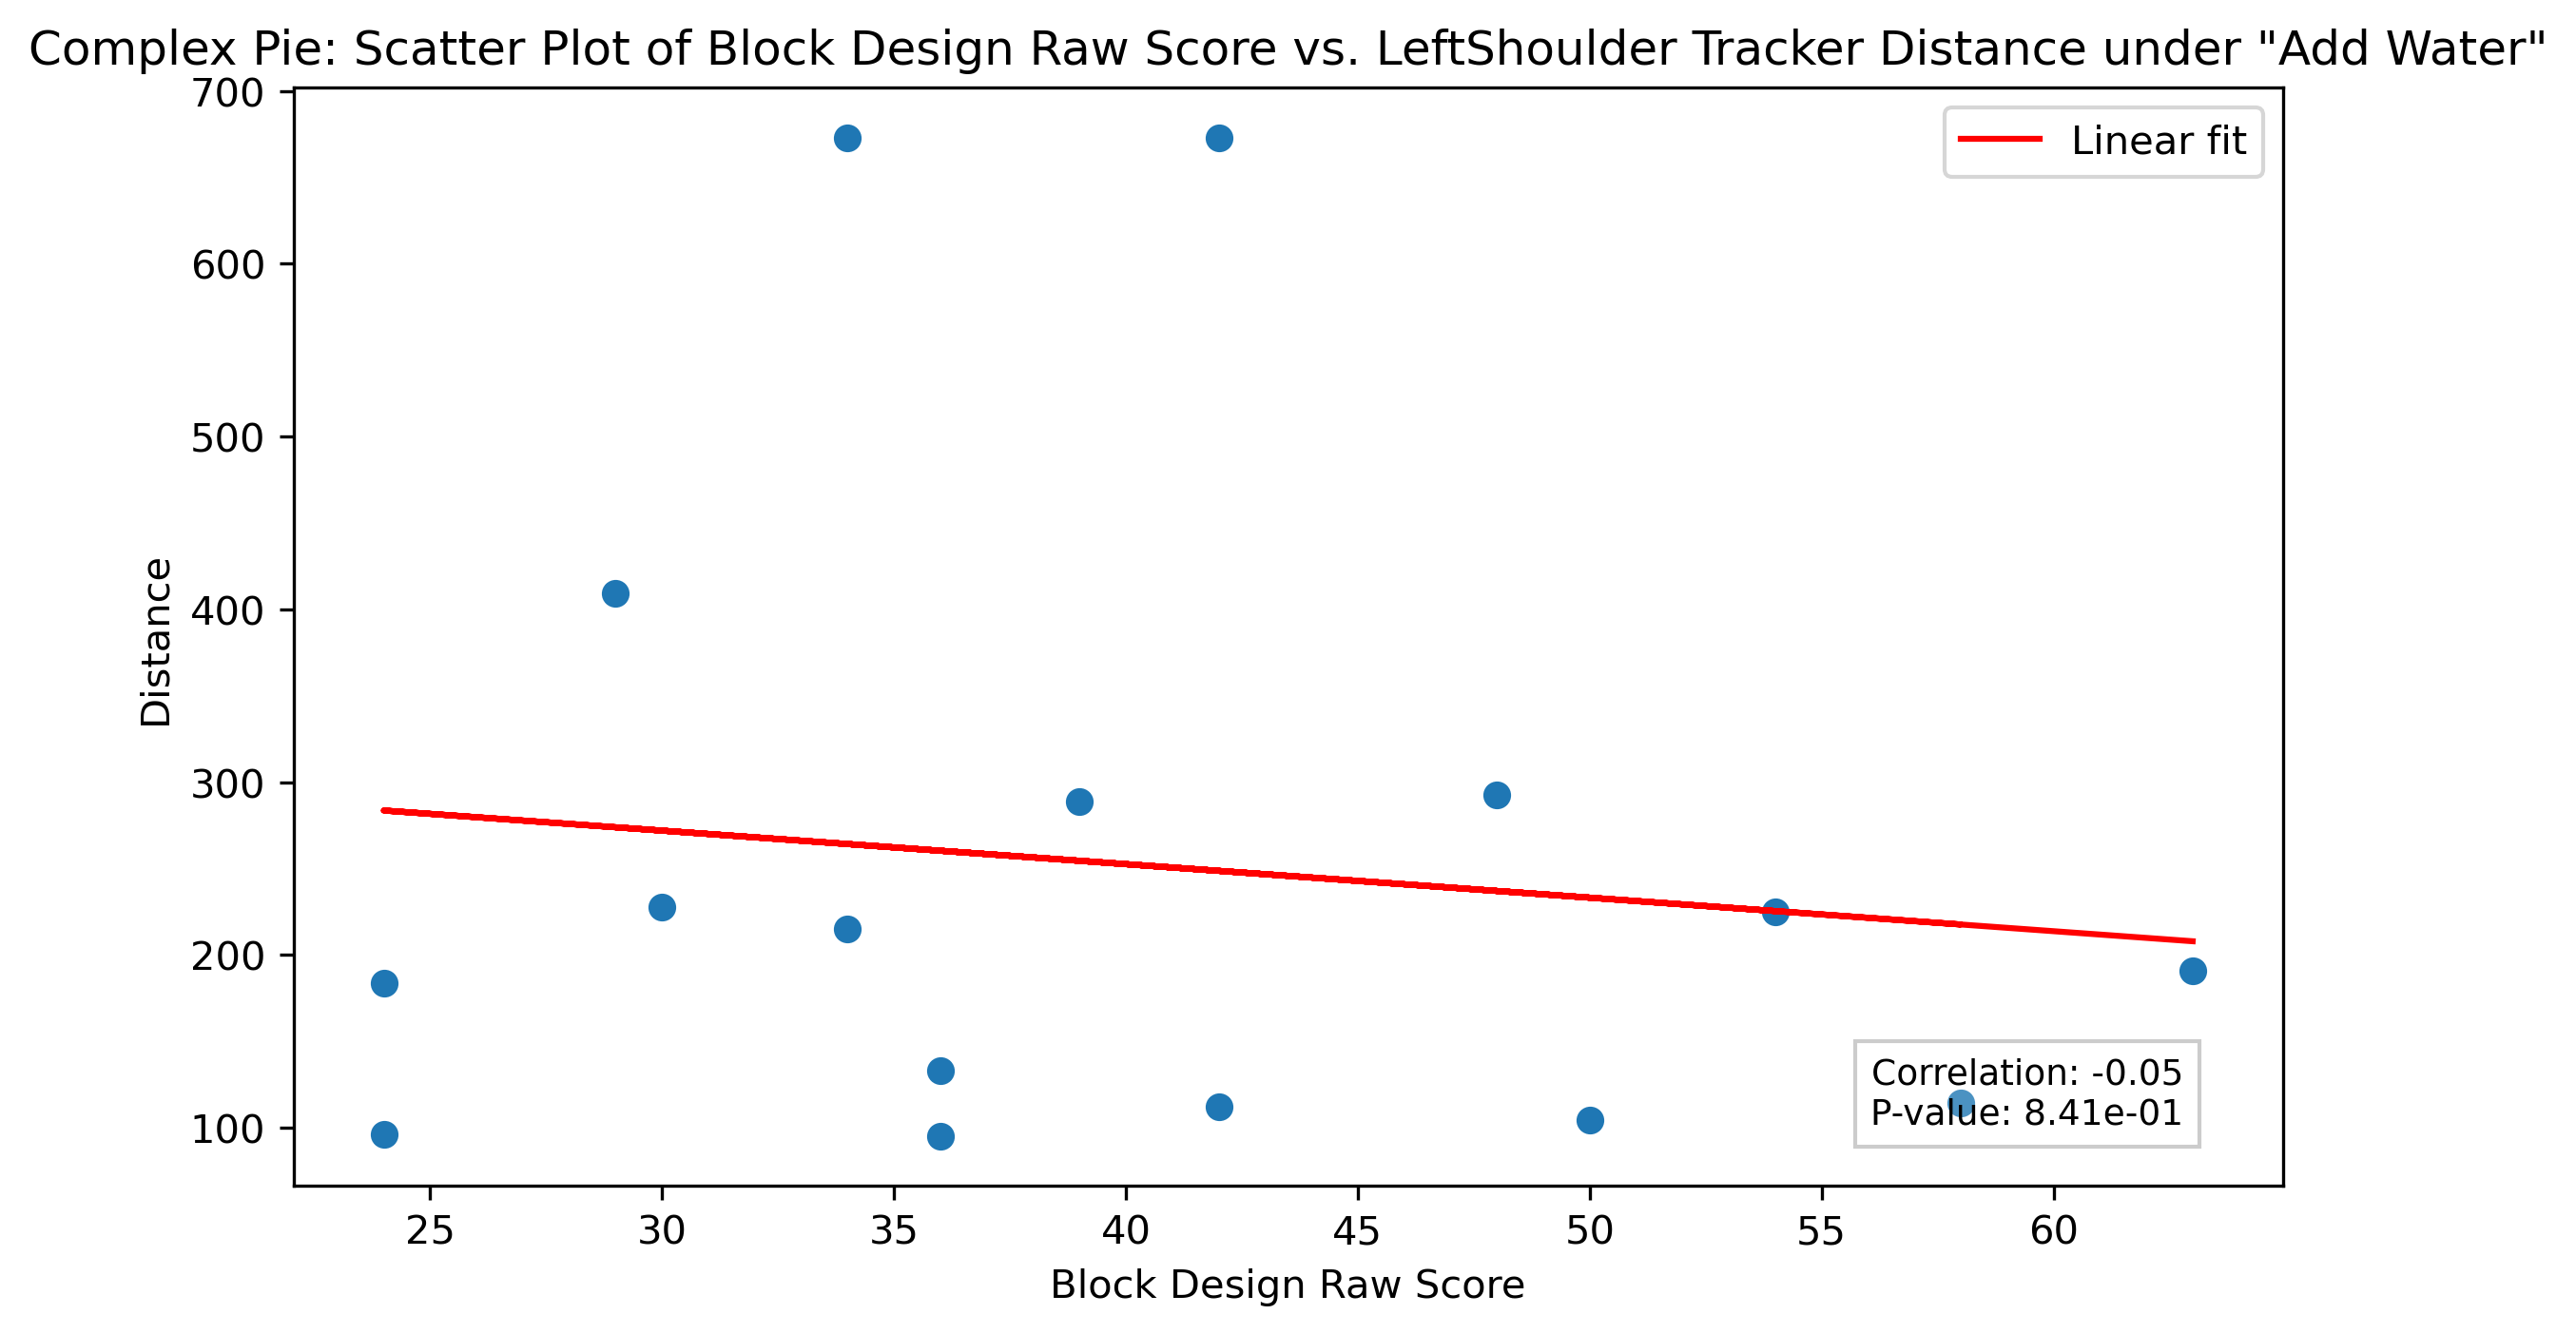 Complex Pie: Scatter Plot of Block Design Raw Score vs. LeftShoulder Tracker Distance under "Add Water"
700
600
500
400
300
200
100
Distance
Linear fit
Correlation: -0.05
P-value: 8.41e-01
25 30 35 40 45 50 55 60
Block Design Raw Score